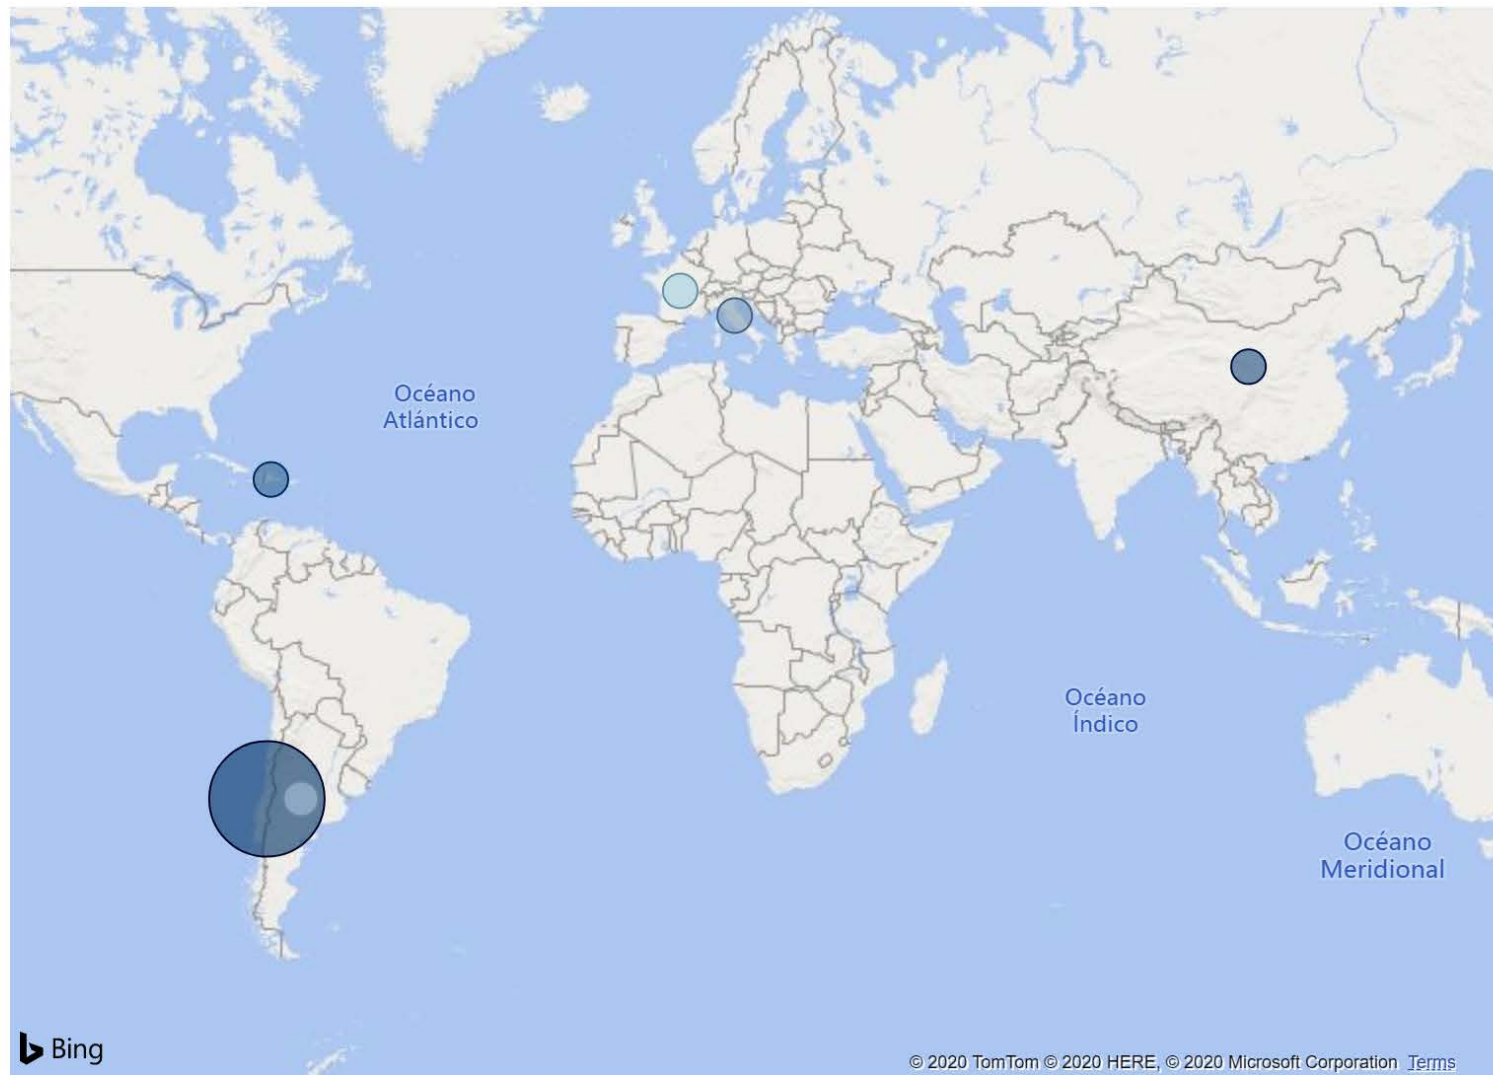 Océano
Atlántico
Océano
Índico
Océano
Meridional
Bing
© 2020 TomTom © 2020 HERE, © 2020 Microsoft Corporation Terms